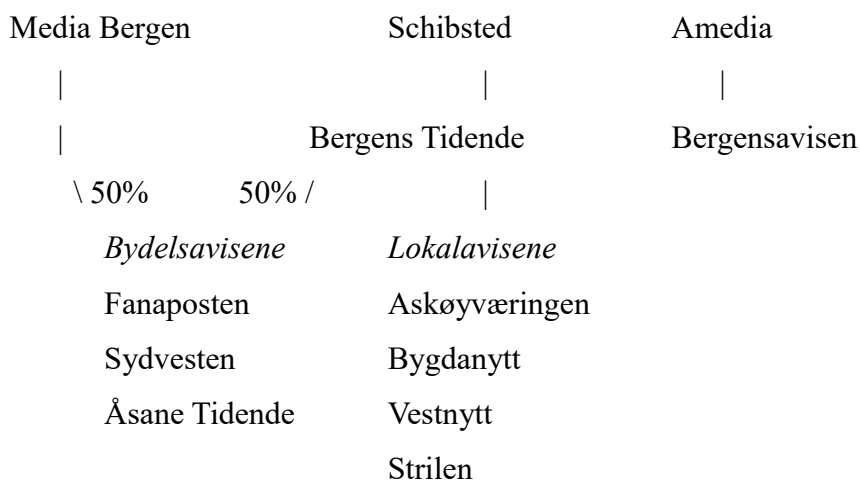 Media Bergen Schibsted Amedia
| | |
| Bergens Tidende Bergensavisen
\ 50% 50% / |
Bydelsavisene Lokalavisene
Fanaposten Askøyværingen
Sydvesten Bygdanytt
Åsane Tidende Vestnytt
Strilen